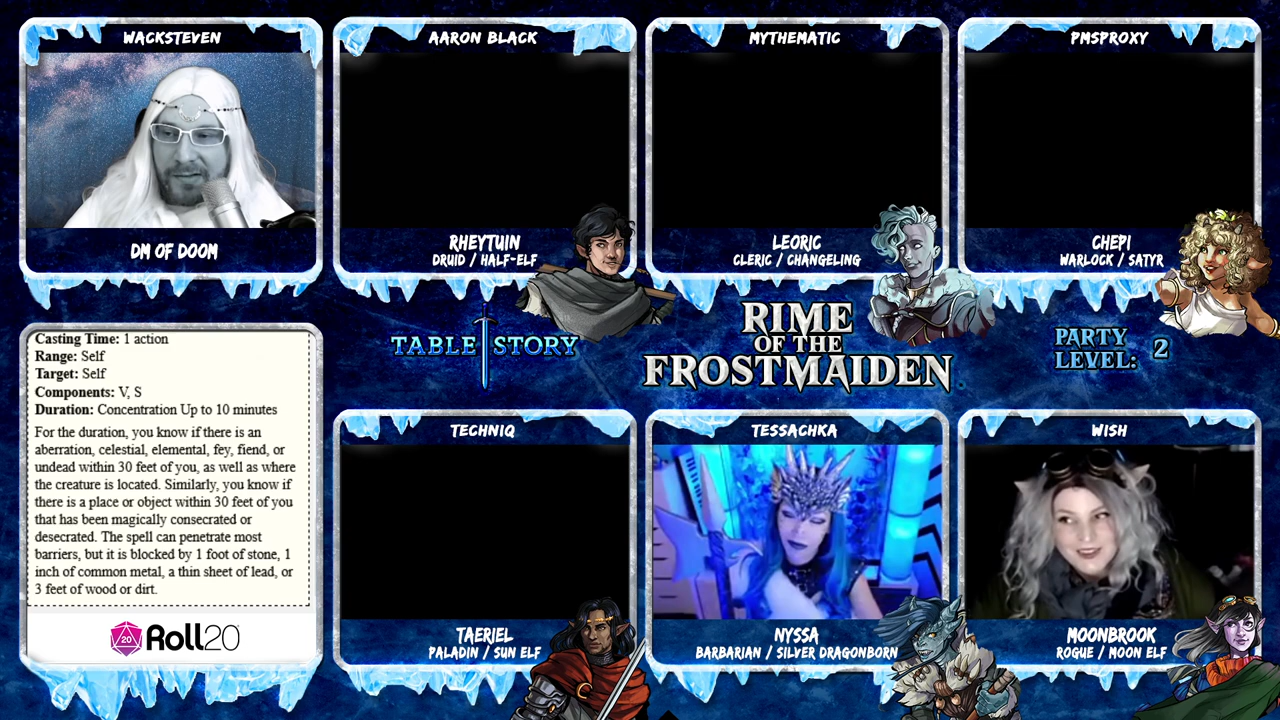 WACKSTEVEN
AARON BLACK
MYTHEMATIC
PMSPROXY
DM OF DOOM
RHEYTUIN
DRUID / HALF-ELF
LEORIC
CLERIC / CHANGELING
CHEPI
WARLOCK / SATYR
TABLE STORY
RIME
OF THE
FROSTMAIDEN
PARTY
LEVEL: 2
Casting Time: 1 action
Range: Self
Target: Self
Components: V, S
Duration: Concentration Up to 10 minutes
For the duration, you know if there is an
aberration, celestial, elemental, fey, fiend, or
undead within 30 feet of you, as well as where
the creature is located. Similarly, you know if
there is a place or object within 30 feet of you
that has been magically consecrated or
desecrated. The spell can penetrate most
barriers, but it is blocked by 1 foot of stone, 1
inch of common metal, a thin sheet of lead, or
3 feet of wood or dirt.
20 Roll20
TECHNIQ
TESSACHKA
WISH
TAERIEL
PALADIN / SUN ELF
NYSSA
BARBARIAN / SILVER DRAGONBORN
MOONBROOK
ROGUE / MOON ELF